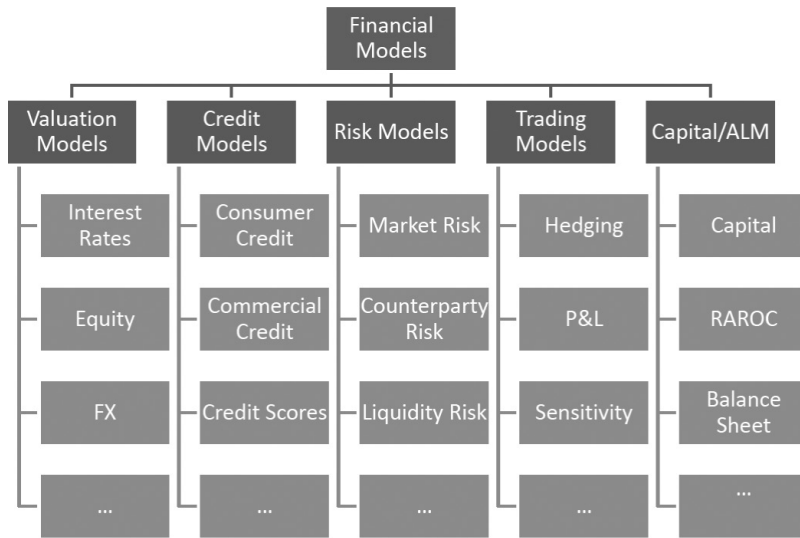 Financial
Models
Valuation
Models
Credit
Models
Risk Models
Trading
Models
Capital/ALM
Interest
Rates
Consumer
Credit
Market Risk
Hedging
Capital
Equity
Commercial
Credit
Counterparty
Risk
P&L
RAROC
FX
Credit Scores
Liquidity Risk
Sensitivity
Balance
Sheet
...
...
...
...
...